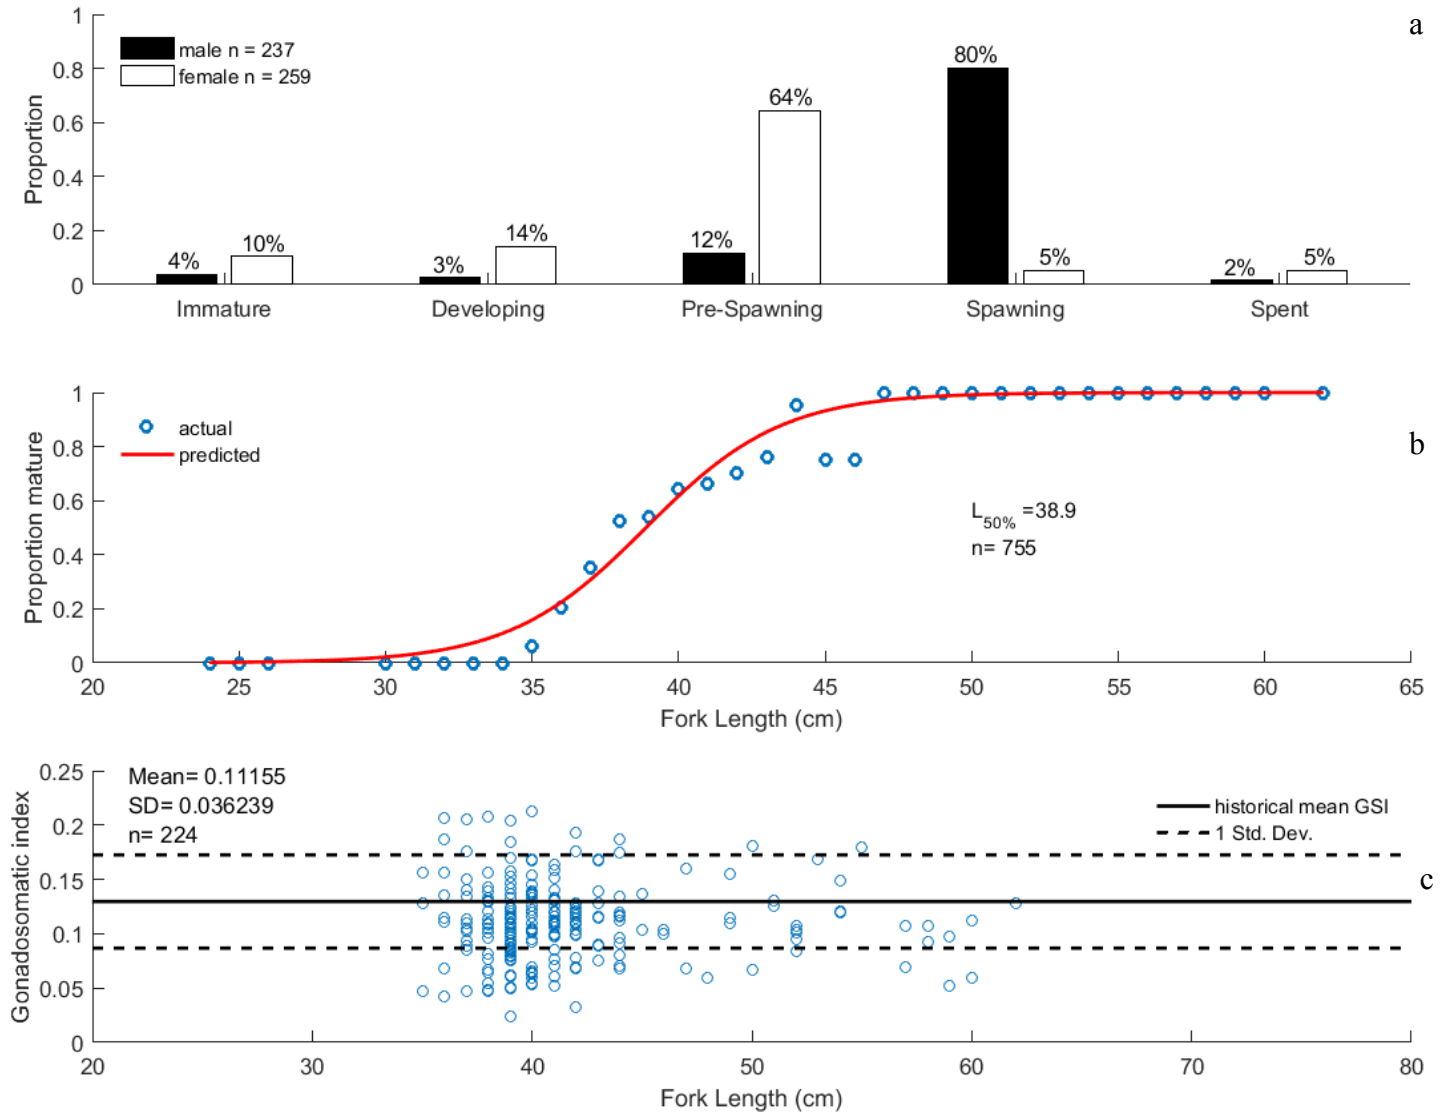 a
1
0.8
0.6
0.4
0.2
0
Proportion
male n = 237
female n = 259
4%
10%
3%
14%
12%
64%
80%
5%
2%
5%
Immature
Developing
Pre-Spawning
Spawning
Spent
b
1
0.8
0.6
0.4
0.2
0
Proportion mature
actual
predicted
L50% =38.9
n= 755
20 25 30 35 40 45 50 55 60 65
Fork Length (cm)
c
0.25
0.2
0.15
0.1
0.05
0
Gonadosomatic index
Mean= 0.11155
SD= 0.036239
n= 224
historical mean GSI
1 Std. Dev.
20 30 40 50 60 70 80
Fork Length (cm)